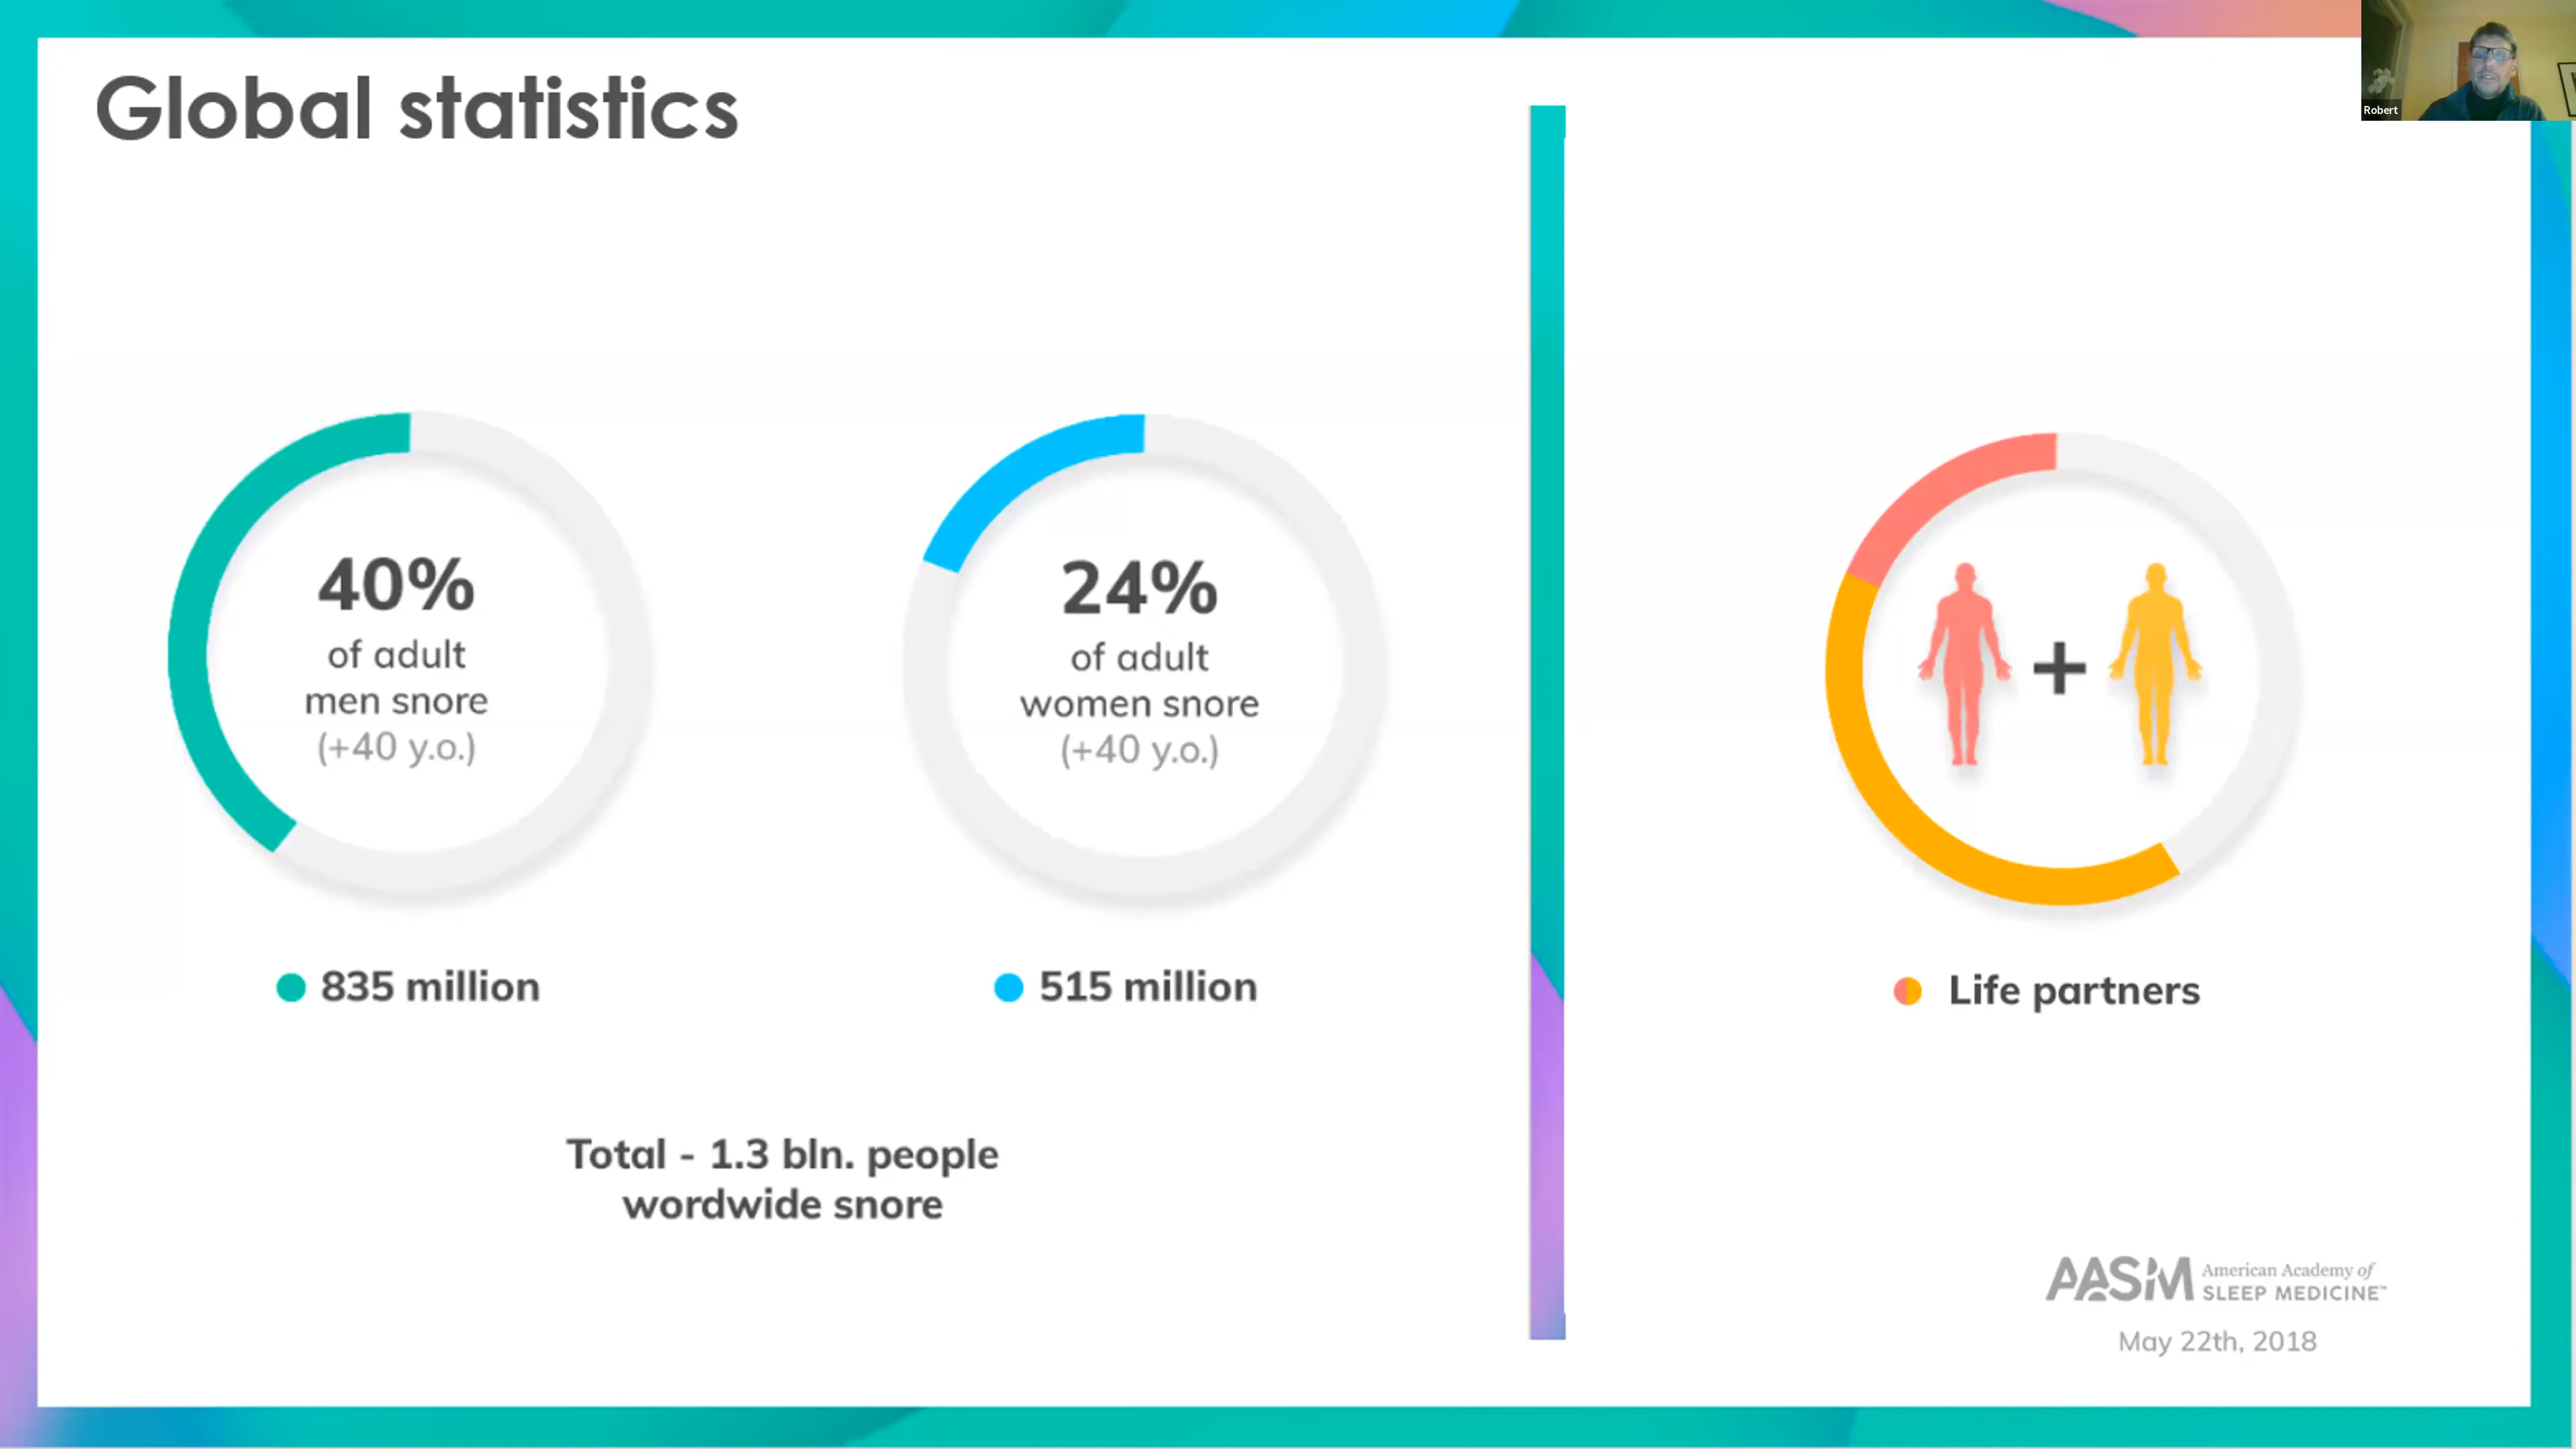 Global statistics
Robert
40%
of adult
men snore
(+40 y.o.)
24%
of adult
women snore
(+40 y.o.)
+
835 million
515 million
Life partners
Total - 1.3 bln. people
wordwide snore
AASM American Academy of
SLEEP MEDICINE™
May 22th, 2018